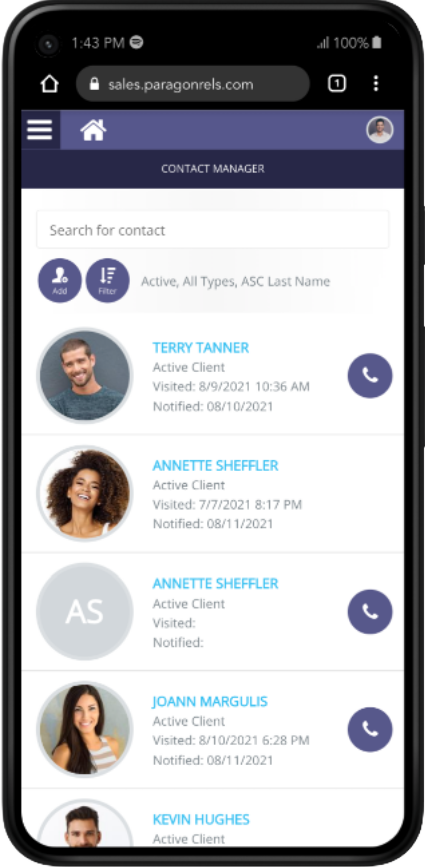 1:43 PM
100%
sales.paragonrels.com
1
CONTACT MANAGER
Search for contact
Add
Filter
Active, All Types, ASC Last Name
TERRY TANNER
Active Client
Visited: 8/9/2021 10:36 AM
Notified: 08/10/2021
ANNETTE SHEFFLER
Active Client
Visited: 7/7/2021 8:17 PM
Notified: 08/11/2021
AS
ANNETTE SHEFFLER
Active Client
Visited:
Notified:
JOANN MARGULIS
Active Client
Visited: 8/10/2021 6:28 PM
Notified: 08/11/2021
KEVIN HUGHES
Active Client